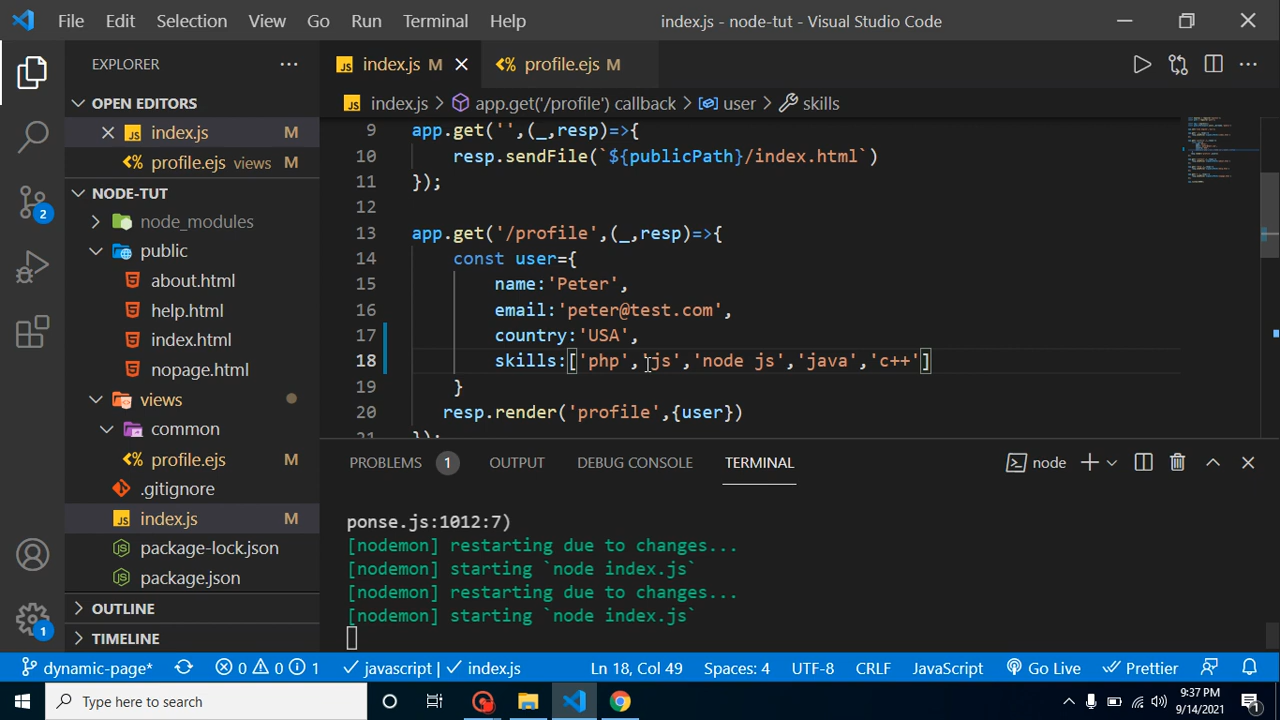 File Edit Selection View Go Run Terminal Help index.js - node-tut - Visual Studio Code
EXPLORER
OPEN EDITORS
JS index.js M
profile.ejs views M
NODE-TUT
node_modules
public
about.html
help.html
index.html
nopage.html
views
common
profile.ejs M
.gitignore
JS index.js M
package-lock.json
package.json
OUTLINE
TIMELINE
2
1
JS index.js M
profile.ejs M
JS index.js > app.get('/profile') callback > user > skills
9 app.get('',(_,resp)=>{
10 resp.sendFile(`${publicPath}/index.html`)
11 });
12
13 app.get('/profile',(_,resp)=>{
14 const user={
15 name:'Peter',
16 email:'peter@test.com',
17 country:'USA',
18 skills:['php','js','node js','java','c++']
19 }
20 resp.render('profile',{user})
21 });
PROBLEMS 1 OUTPUT DEBUG CONSOLE TERMINAL node
ponse.js:1012:7)
[nodemon] restarting due to changes...
[nodemon] starting `node index.js`
[nodemon] restarting due to changes...
[nodemon] starting `node index.js`
dynamic-page* 0 0 1 javascript | index.js Ln 18, Col 49 Spaces: 4 UTF-8 CRLF JavaScript Go Live Prettier
Type here to search
9:37 PM
9/14/2021
1